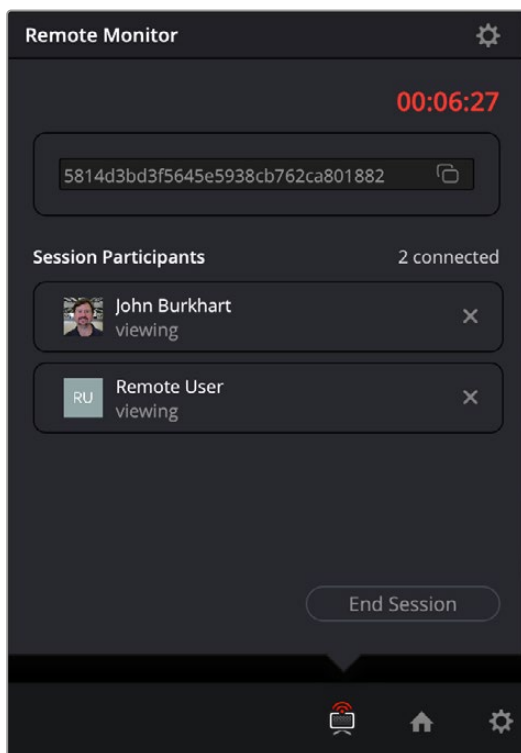 Remote Monitor
00:06:27
5814d3bd3f5645e5938cb762ca801882
Session Participants 2 connected
John Burkhart
viewing
RU
Remote User
viewing
End Session